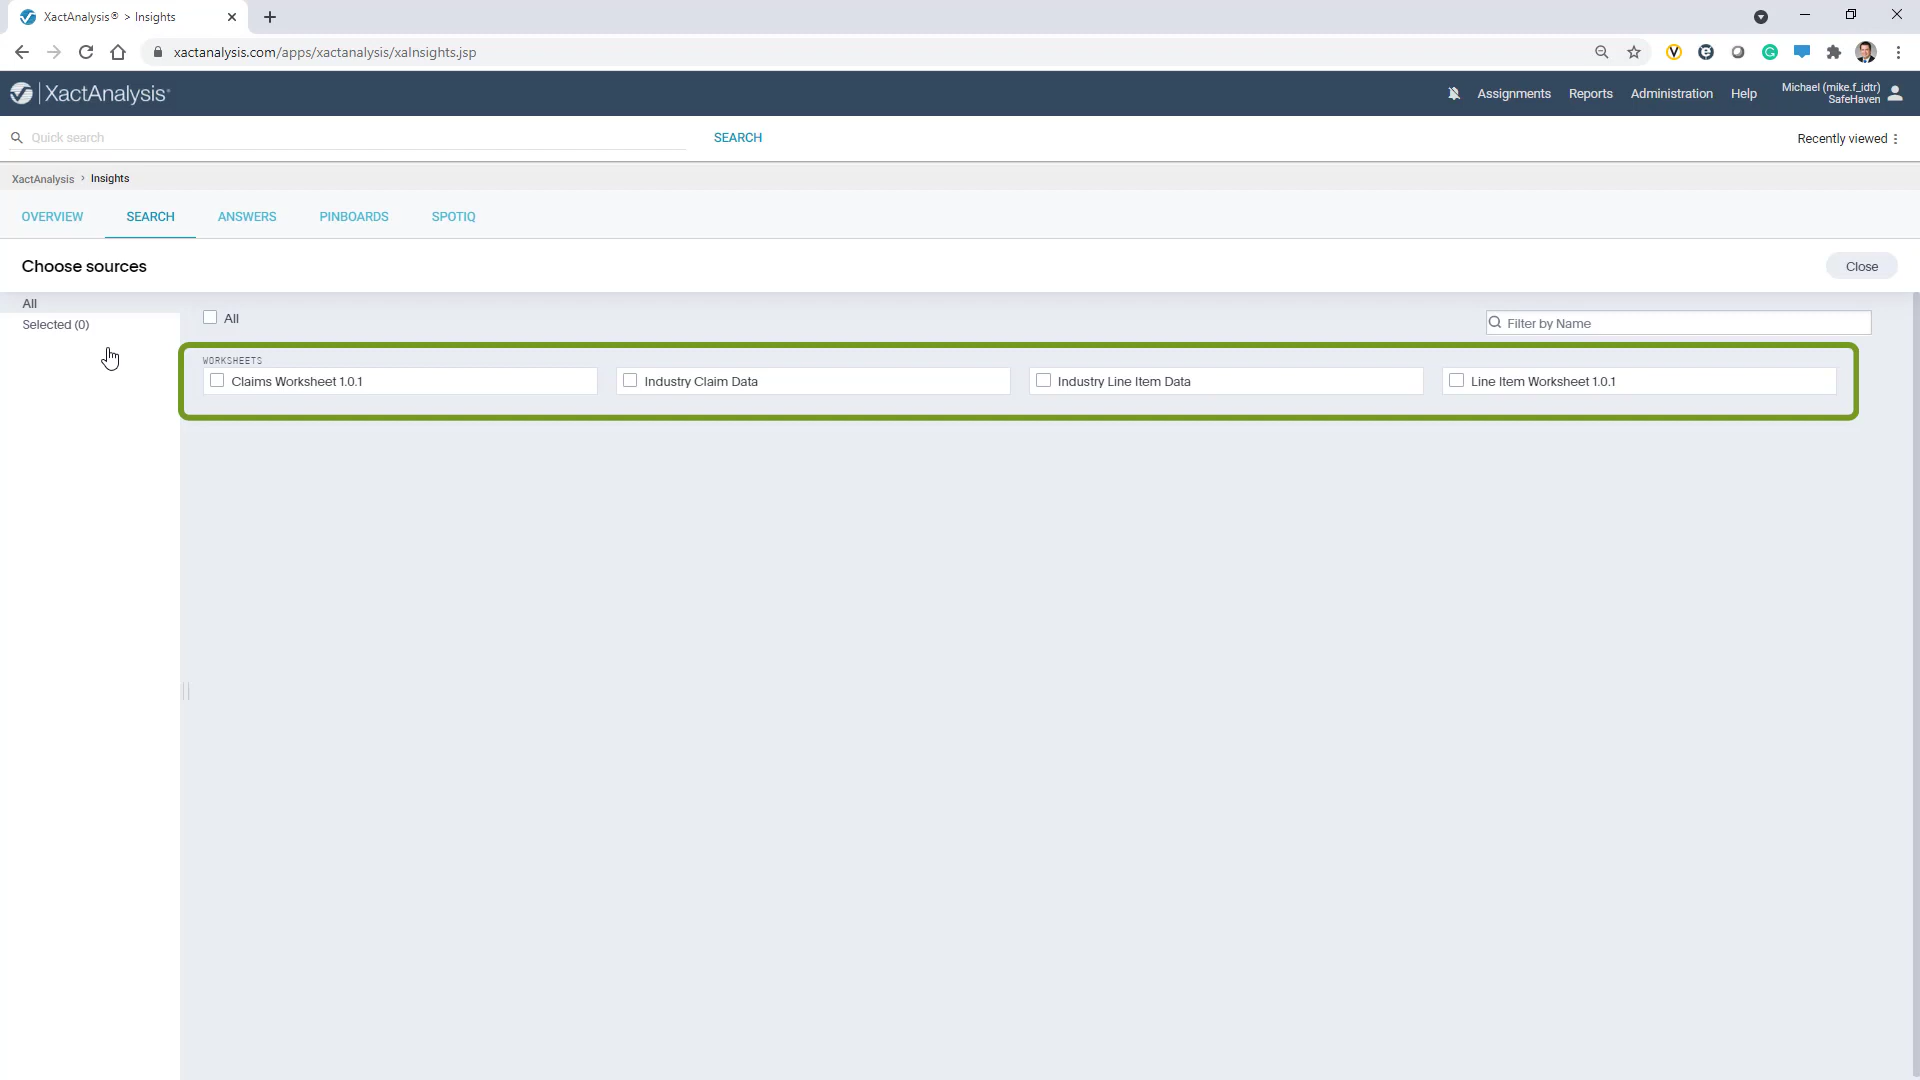 XactAnalysis® > Insights
xactanalysis.com/apps/xactanalysis/xaInsights.jsp
XactAnalysis®
Assignments
Reports
Administration
Help
Michael (mike.f_idtr)
SafeHaven
Quick search
SEARCH
Recently viewed
XactAnalysis › Insights
OVERVIEW
SEARCH
ANSWERS
PINBOARDS
SPOTIQ
Choose sources
Close
All
Selected (0)
All
Filter by Name
WORKSHEETS
Claims Worksheet 1.0.1
Industry Claim Data
Industry Line Item Data
Line Item Worksheet 1.0.1